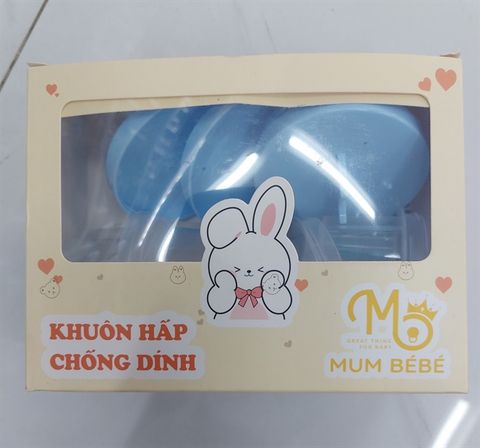 KHUÔN HẤP
CHỐNG DÍNH
M
GREAT THING
FOR BABY
MUM BÉBÉ